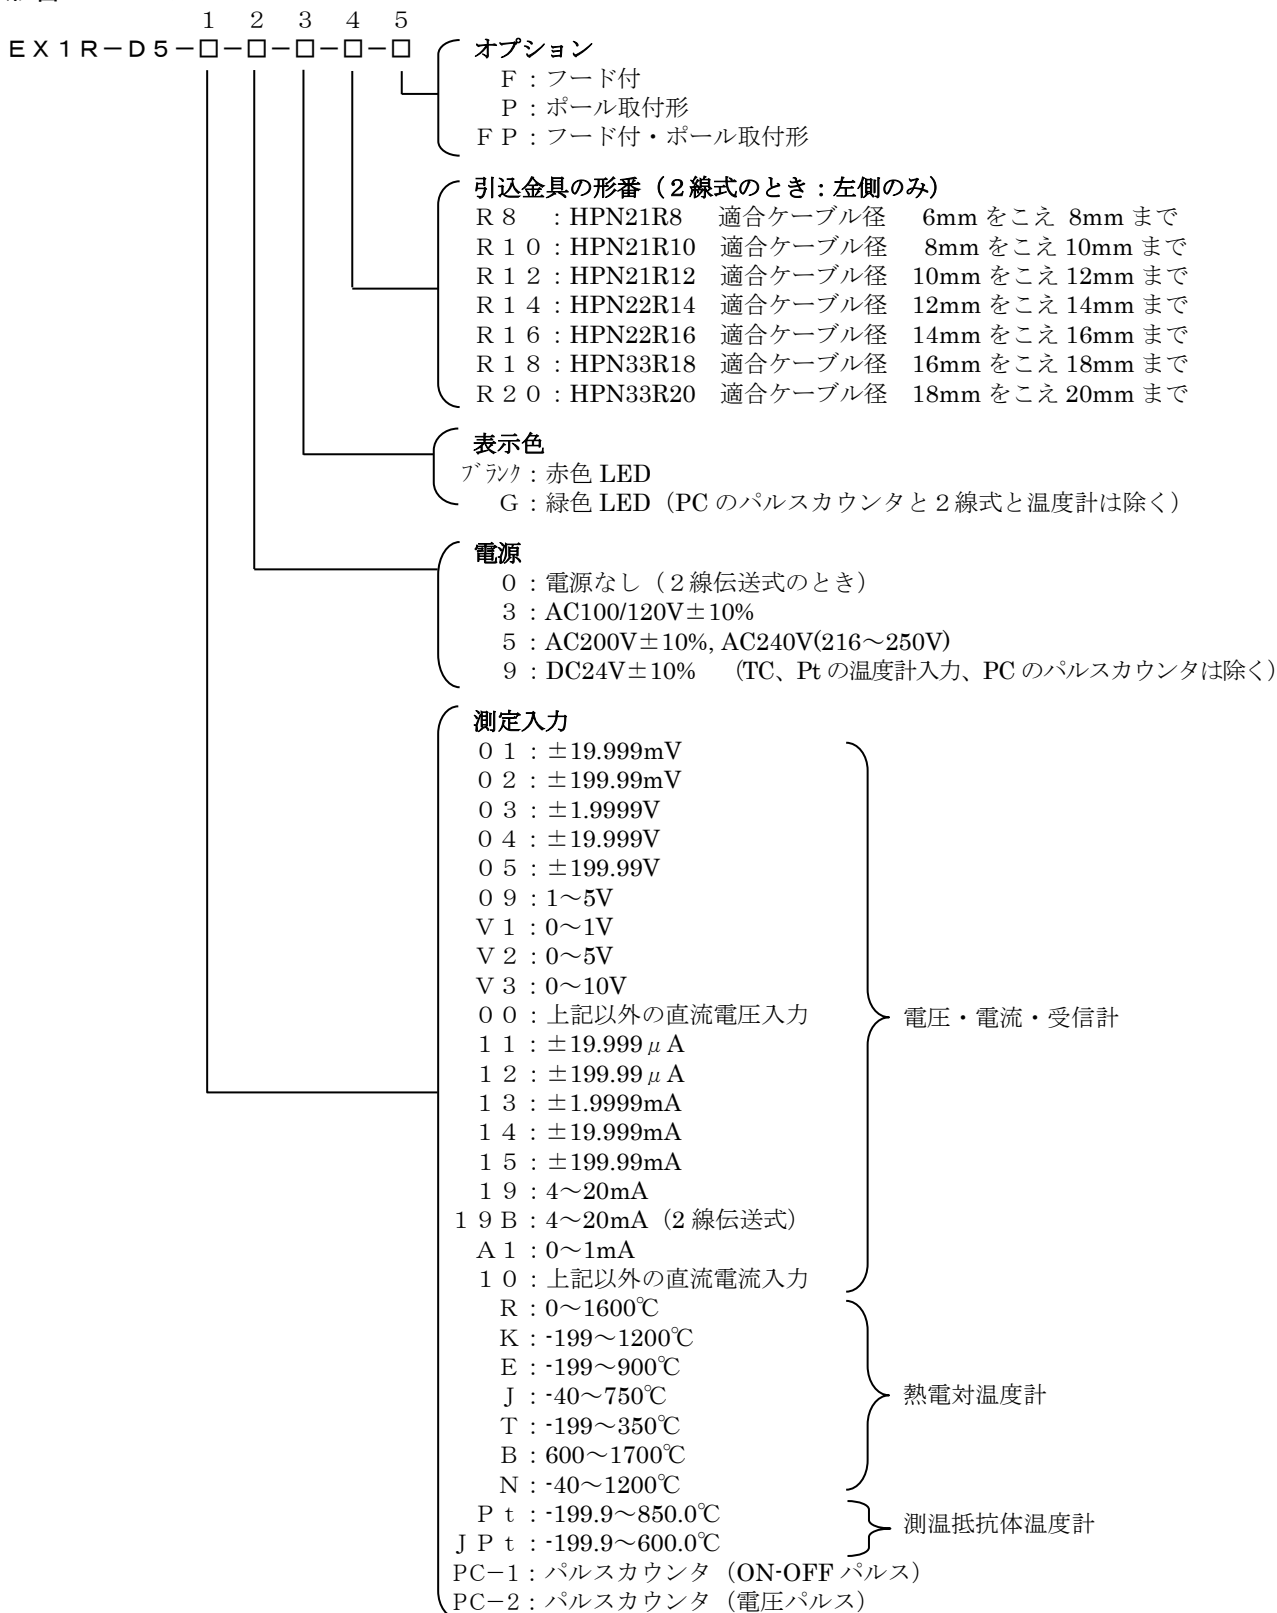 1 2 3 4 5
ＥＸ１Ｒ－Ｄ５－□－□－□－□－□
オプション
Ｆ：フード付
Ｐ：ポール取付形
ＦＰ：フード付・ポール取付形
引込金具の形番（２線式のとき：左側のみ）
Ｒ８ ：HPN21R8 適合ケーブル径 6mm をこえ 8mm まで
Ｒ１０：HPN21R10 適合ケーブル径 8mm をこえ 10mm まで
Ｒ１２：HPN21R12 適合ケーブル径 10mm をこえ 12mm まで
Ｒ１４：HPN22R14 適合ケーブル径 12mm をこえ 14mm まで
Ｒ１６：HPN22R16 適合ケーブル径 14mm をこえ 16mm まで
Ｒ１８：HPN33R18 適合ケーブル径 16mm をこえ 18mm まで
Ｒ２０：HPN33R20 適合ケーブル径 18mm をこえ 20mm まで
表示色
ﾌﾞﾗﾝｸ：赤色 LED
Ｇ：緑色 LED（PC のパルスカウンタと２線式と温度計は除く）
電源
０：電源なし（２線伝送式のとき）
３：AC100/120V±10%
５：AC200V±10%, AC240V(216～250V)
９：DC24V±10% （TC、Pt の温度計入力、PC のパルスカウンタは除く）
測定入力
０１：±19.999mV
０２：±199.99mV
０３：±1.9999V
０４：±19.999V
０５：±199.99V
０９：1～5V
Ｖ１：0～1V
Ｖ２：0～5V
Ｖ３：0～10V
００：上記以外の直流電圧入力
電圧・電流・受信計
１１：±19.999μA
１２：±199.99μA
１３：±1.9999mA
１４：±19.999mA
１５：±199.99mA
１９：4～20mA
１９Ｂ：4～20mA（2 線伝送式）
Ａ１：0～1mA
１０：上記以外の直流電流入力
Ｒ：0～1600℃
Ｋ：-199～1200℃
Ｅ：-199～900℃
Ｊ：-40～750℃
熱電対温度計
Ｔ：-199～350℃
Ｂ：600～1700℃
Ｎ：-40～1200℃
Ｐｔ：-199.9～850.0℃
測温抵抗体温度計
ＪＰｔ：-199.9～600.0℃
PC－1：パルスカウンタ（ON-OFF パルス）
PC－2：パルスカウンタ（電圧パルス）